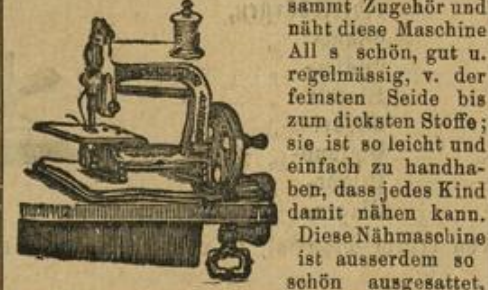 sammt Zugehör und
näht diese Maschine
All s schön, gut u.
regelmässig, v. der
feinsten Seide bis
zum dicksten Stoffe;
sie ist so leicht und
einfach zu handha-
ben, dass jedes Kind
damit nähen kann.
Diese Nähmaschine
ist ausserdem so
schön ausgesattet,